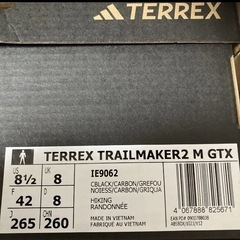 TERREX
TERREX TRAILMAKER2 M GTX
US 8½ UK 8
F 42 D 8
J 265 CHN 260
IE9062
CBLACK/CARBON/GREFOU
NOIESS/CARBON/GRIQUA
HIKING
RANDONNÉE
MADE IN VIETNAM
FABRIQUÉ AU VIETNAM
4 067888 825671